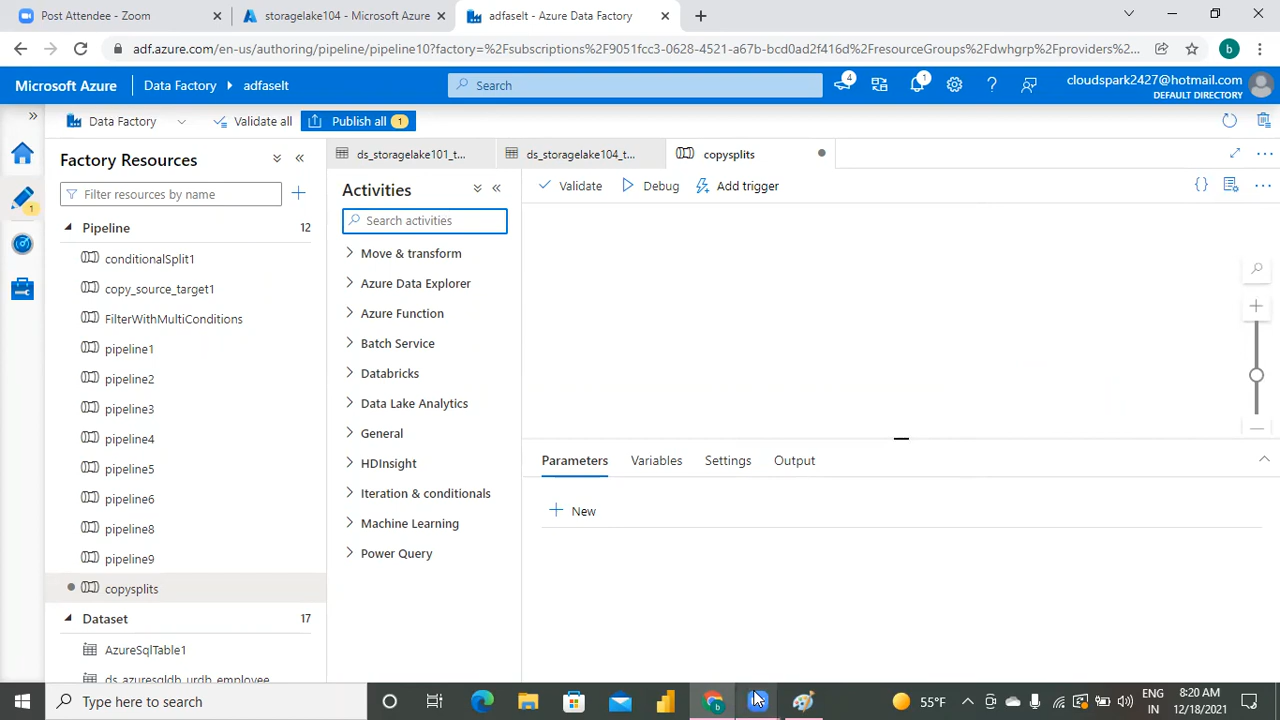 Post Attendee - Zoom
storagelake104 - Microsoft Azure
adfaselt - Azure Data Factory
adf.azure.com/en-us/authoring/pipeline/pipeline10?factory=%2Fsubscriptions%2F9051fcc3-0628-4521-a67b-bcd0ad2f416d%2FresourceGroups%2Fdwhgrp%2Fproviders%2...
b
Microsoft Azure
Data Factory
adfaselt
Search
4
1
cloudspark2427@hotmail.com
DEFAULT DIRECTORY
Data Factory
Validate all
Publish all 1
Factory Resources
ds_storagelake101_t...
ds_storagelake104_t...
copysplits
Filter resources by name
Activities
Validate
Debug
Add trigger
1
Search activities
Pipeline 12
conditionalSplit1
copy_source_target1
FilterWithMultiConditions
pipeline1
pipeline2
pipeline3
pipeline4
pipeline5
pipeline6
pipeline8
pipeline9
copysplits
Dataset 17
AzureSqlTable1
ds_azuresqldb_urdb_employee
Move & transform
Azure Data Explorer
Azure Function
Batch Service
Databricks
Data Lake Analytics
General
HDInsight
Iteration & conditionals
Machine Learning
Power Query
Parameters Variables Settings Output
New
Type here to search
55°F
ENG
IN
8:20 AM
12/18/2021